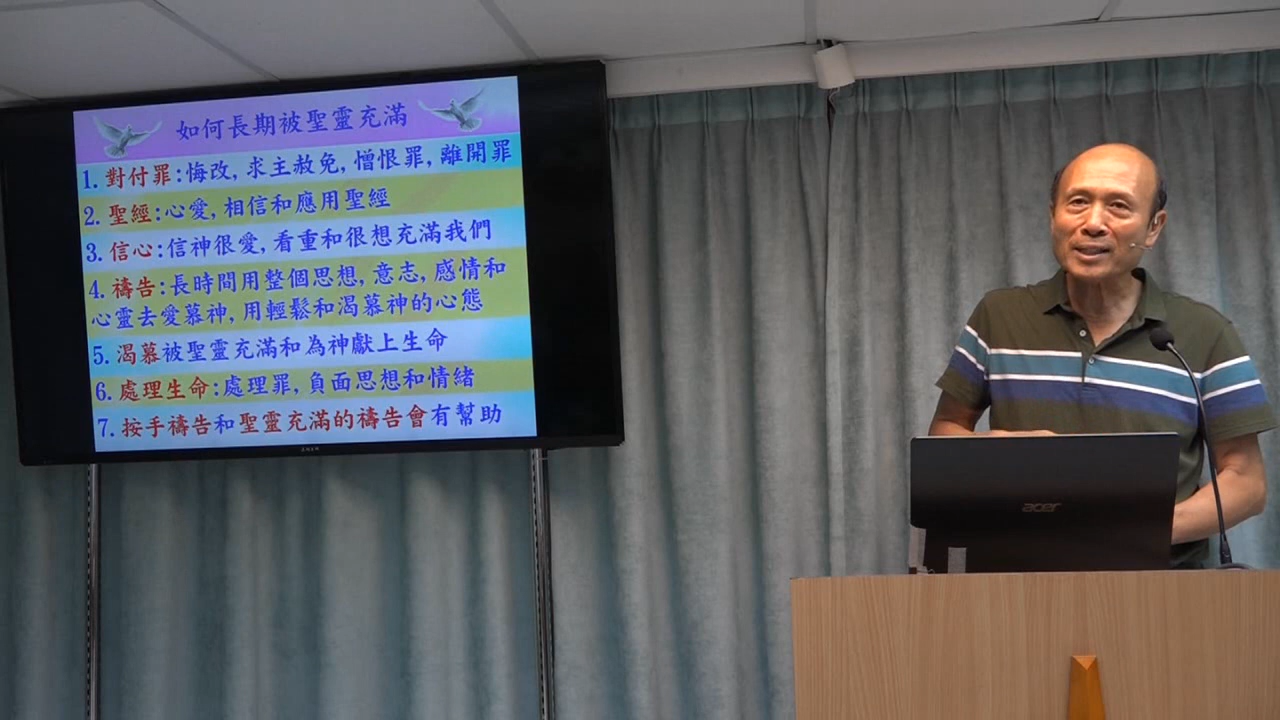 如何長期被聖靈充滿
1. 對付罪:悔改, 求主赦免, 憎恨罪, 離開罪
2. 聖經:心愛, 相信和應用聖經
3. 信心:信神很愛, 看重和很想充滿我們
4. 禱告:長時間用整個思想, 意志, 感情和
心靈去愛慕神, 用輕鬆和渴慕神的心態
5. 渴慕被聖靈充滿和為神獻上生命
6. 處理生命:處理罪, 負面思想和情緒
7. 按手禱告和聖靈充滿的禱告會有幫助
acer